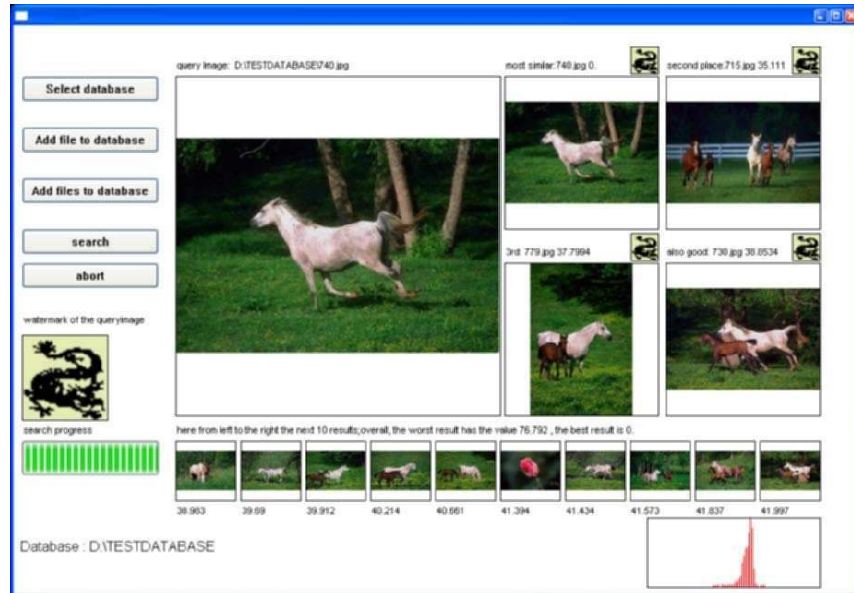 query image: D:\TESTDATABASE\740.jpg
most similar:740.jpg 0.
second place:715.jpg 35.111
Select database
Add file to database
Add files to database
search
abort
3rd: 779.jpg 37.7994
also good: 738.jpg 38.8534
watermark of the queryimage
search progress
here from left to the right the next 10 results;overall, the worst result has the value 76.792 , the best result is 0.
38.983 39.69 39.912 40.214 40.561 41.394 41.434 41.573 41.837 41.997
Database : D:\TESTDATABASE